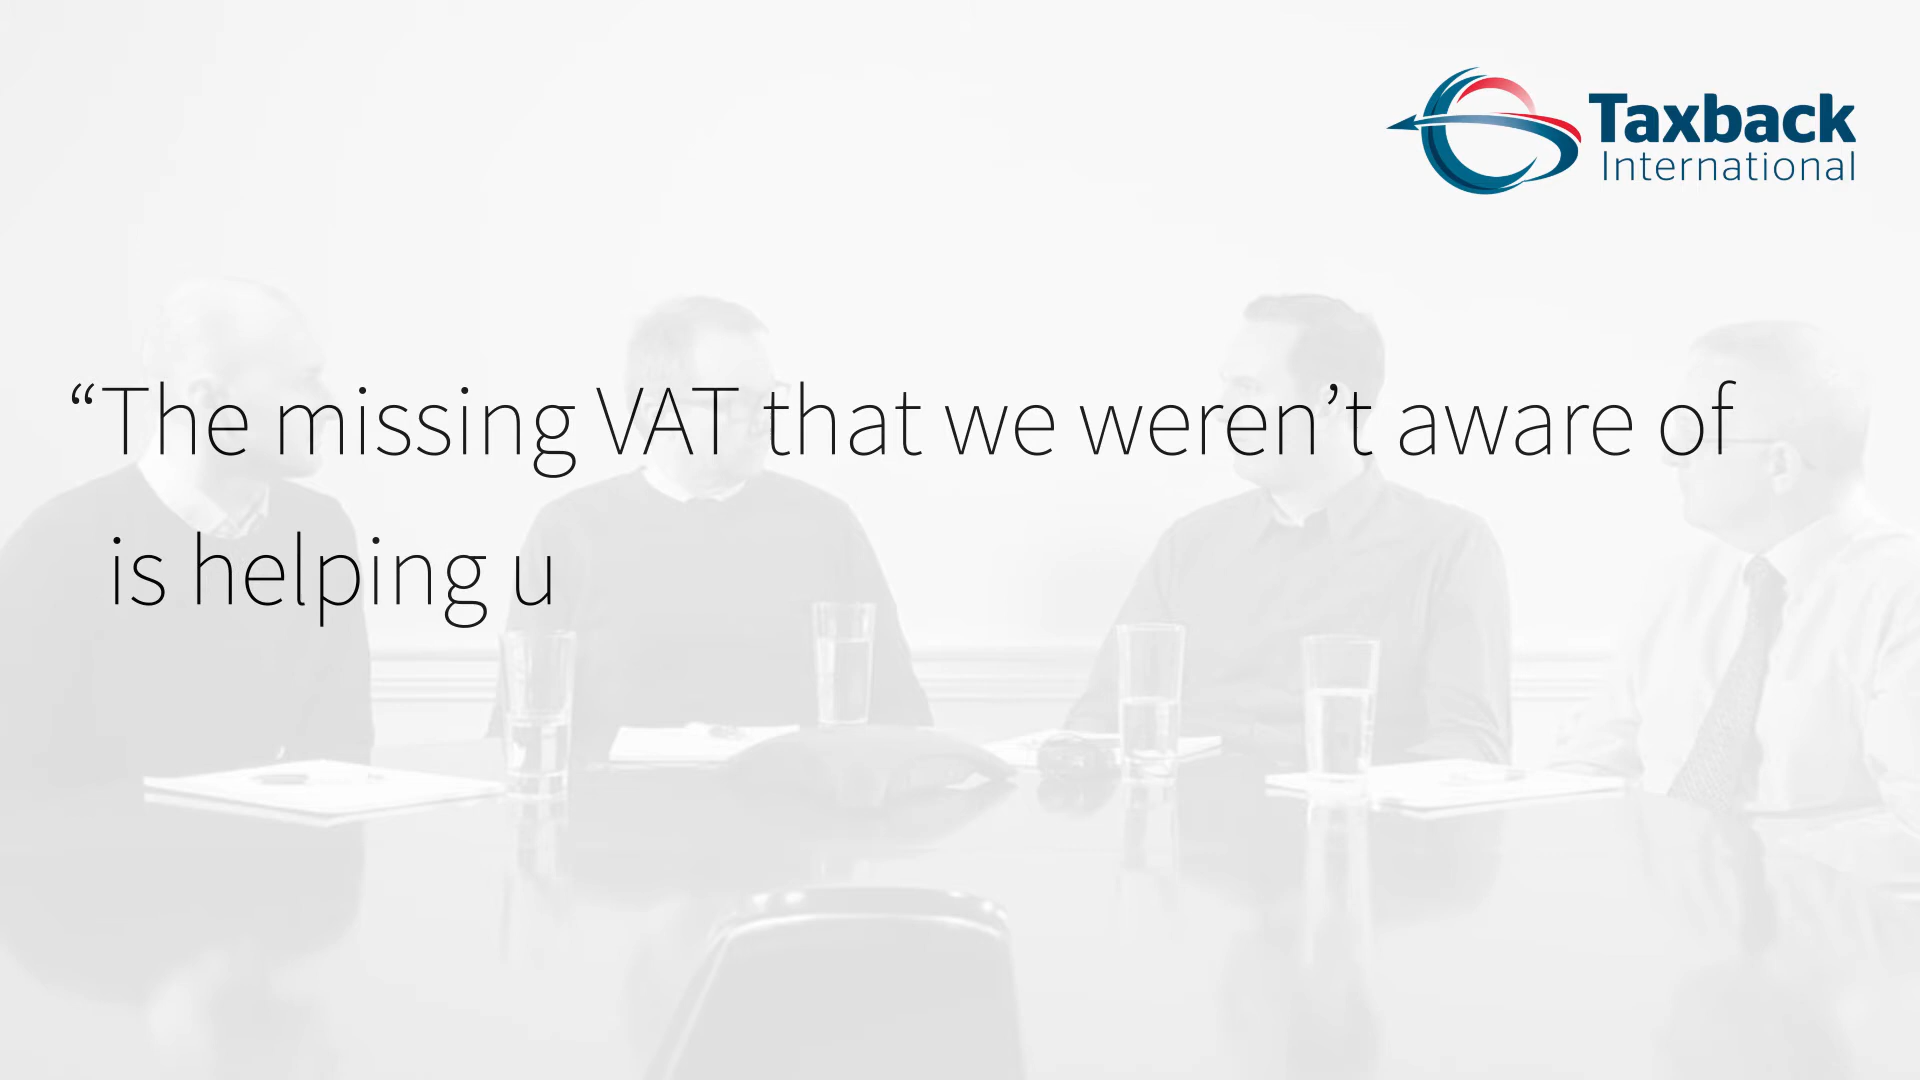 Taxback
International
“The missing VAT that we weren’t aware of
is helping u